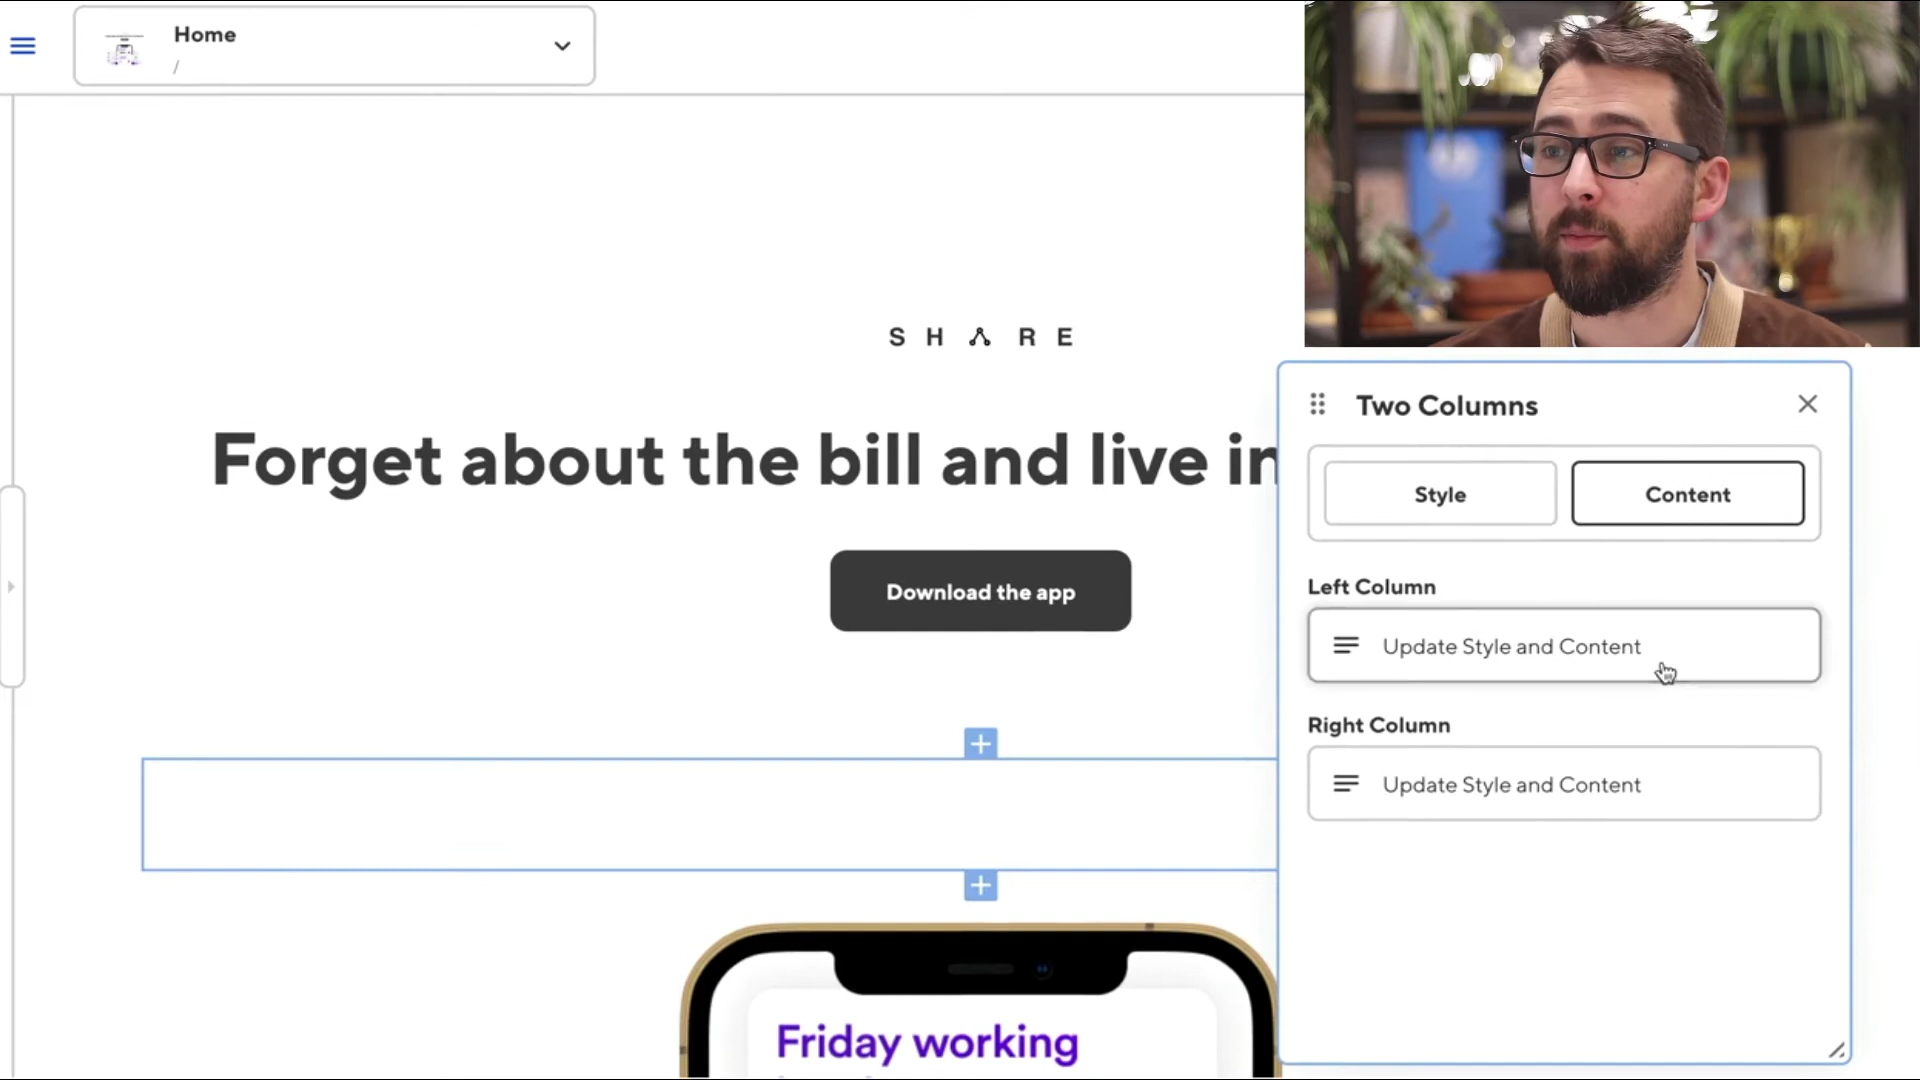 Home
/
SHARE
Forget about the bill and live in
Download the app
Friday working
Two Columns
Style
Content
Left Column
Update Style and Content
Right Column
Update Style and Content